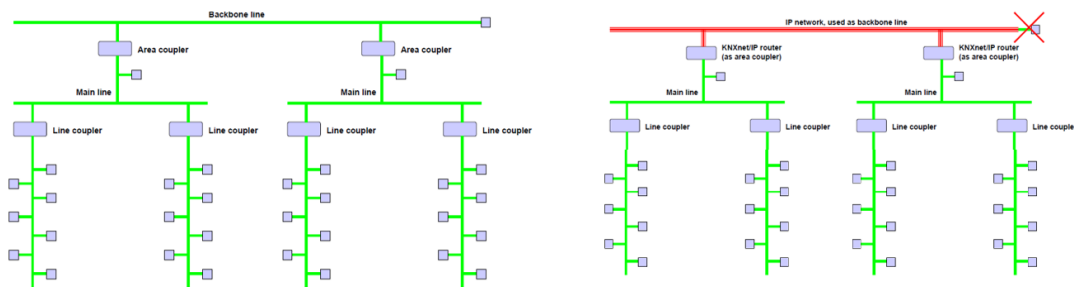 Backbone line
Area coupler
Area coupler
Main line
Main line
Line coupler
Line coupler
Line coupler
Line coupler
IP network, used as backbone line
KNXnet/IP router
(as area coupler)
KNXnet/IP router
(as area coupler)
Main line
Main line
Line coupler
Line coupler
Line coupler
Line couple